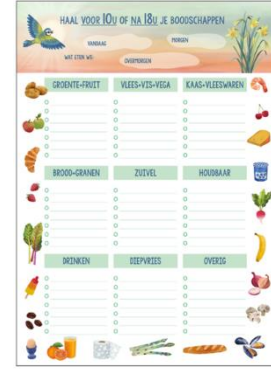 HAAL VOOR 10U OF NA 18U JE BOODSCHAPPEN
VANDAAG
MORGEN
WAT ETEN WE:
OVERMORGEN
GROENTE+FRUIT
VLEES+VIS+VEGA
KAAS+VLEESWAREN
BROOD+GRANEN
ZUIVEL
HOUDBAAR
DRINKEN
DIEPVRIES
OVERIG